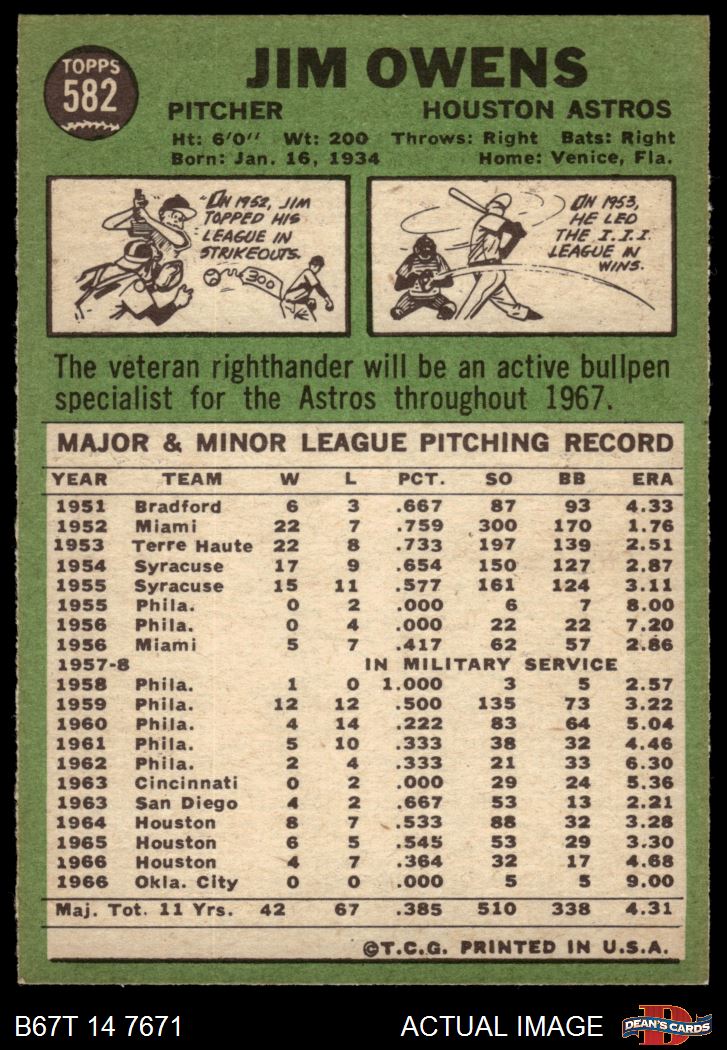 TOPPS
582
JIM OWENS
PITCHER HOUSTON ASTROS
Ht: 6'0'' Wt: 200 Throws: Right Bats: Right
Born: Jan. 16, 1934 Home: Venice, Fla.
IN 1952, JIM
TOPPED HIS
LEAGUE IN
STRIKEOUTS.
300
IN 1953,
HE LED
THE I.I.I.
LEAGUE IN
WINS.
The veteran righthander will be an active bullpen
specialist for the Astros throughout 1967.
MAJOR & MINOR LEAGUE PITCHING RECORD
YEAR TEAM W L PCT. SO BB ERA
1951 Bradford 6 3 .667 87 93 4.33
1952 Miami 22 7 .759 300 170 1.76
1953 Terre Haute 22 8 .733 197 139 2.51
1954 Syracuse 17 9 .654 150 127 2.87
1955 Syracuse 15 11 .577 161 124 3.11
1955 Phila. 0 2 .000 6 7 8.00
1956 Phila. 0 4 .000 22 22 7.20
1956 Miami 5 7 .417 62 57 2.86
1957-8 IN MILITARY SERVICE
1958 Phila. 1 0 1.000 3 5 2.57
1959 Phila. 12 12 .500 135 73 3.22
1960 Phila. 4 14 .222 83 64 5.04
1961 Phila. 5 10 .333 38 32 4.46
1962 Phila. 2 4 .333 21 33 6.30
1963 Cincinnati 0 2 .000 29 24 5.36
1963 San Diego 4 2 .667 53 13 2.21
1964 Houston 8 7 .533 88 32 3.28
1965 Houston 6 5 .545 53 29 3.30
1966 Houston 4 7 .364 32 17 4.68
1966 Okla. City 0 0 .000 5 5 9.00
Maj. Tot. 11 Yrs. 42 67 .385 510 338 4.31
©T.C.G. PRINTED IN U.S.A.
B67T 14 7671 ACTUAL IMAGE
D
DEAN'S CARDS